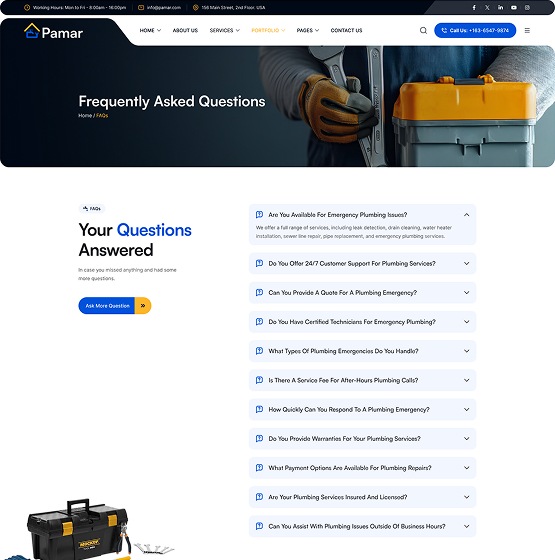 Working Hours: Mon to Fri - 8.00am - 16:00pm
info@pamar.com
156 Main Street, 2nd Floor. USA
Pamar
HOME
ABOUT US
SERVICES
PORTFOLIO
PAGES
CONTACT US
Call Us: +163-6547-9874
Frequently Asked Questions
Home / FAQs
FAQs
Your Questions
Answered
In case you missed anything and had some
more questions.
Ask More Question
Are You Available For Emergency Plumbing Issues?
We offer a full range of services, including leak detection, drain cleaning, water heater
installation, sewer line repair, pipe replacement, and emergency plumbing services.
Do You Offer 24/7 Customer Support For Plumbing Services?
Can You Provide A Quote For A Plumbing Emergency?
Do You Have Certified Technicians For Emergency Plumbing?
What Types Of Plumbing Emergencies Do You Handle?
Is There A Service Fee For After-Hours Plumbing Calls?
How Quickly Can You Respond To A Plumbing Emergency?
Do You Provide Warranties For Your Plumbing Services?
What Payment Options Are Available For Plumbing Repairs?
Are Your Plumbing Services Insured And Licensed?
Can You Assist With Plumbing Issues Outside Of Business Hours?